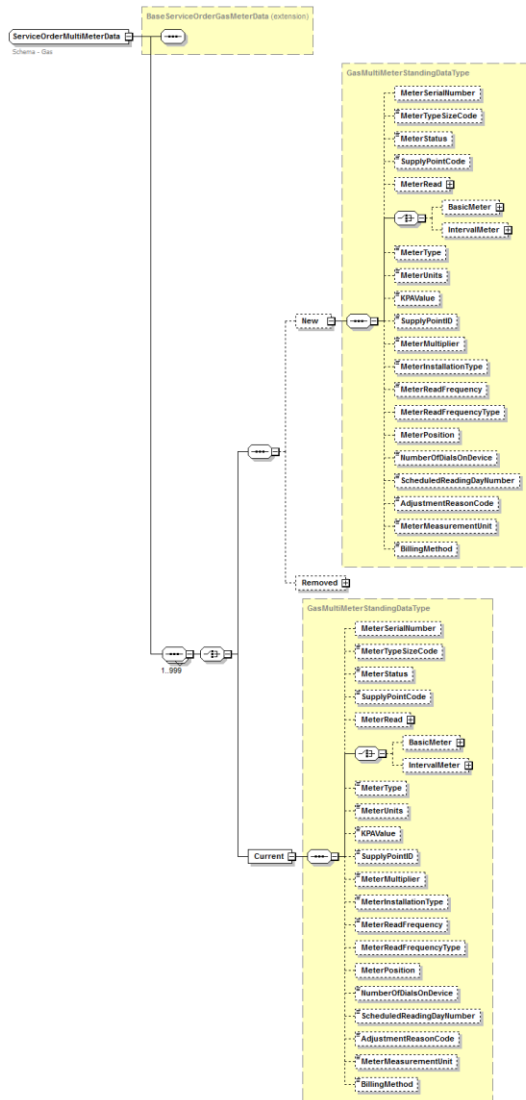 BaseServiceOrderGasMeterData (extension)
ServiceOrderMultiMeterData
Schema - Gas
GasMultiMeterStandingDataType
MeterSerialNumber
MeterTypeSizeCode
MeterStatus
SupplyPointCode
MeterRead
BasicMeter
IntervalMeter
MeterType
MeterUnits
KPAValue
New
SupplyPointID
MeterMultiplier
MeterInstallationType
MeterReadFrequency
MeterReadFrequencyType
MeterPosition
NumberOfDialsOnDevice
ScheduledReadingDayNumber
AdjustmentReasonCode
MeterMeasurementUnit
BillingMethod
Removed
GasMultiMeterStandingDataType
MeterSerialNumber
MeterTypeSizeCode
MeterStatus
1..999
SupplyPointCode
MeterRead
BasicMeter
IntervalMeter
MeterType
MeterUnits
KPAValue
Current
SupplyPointID
MeterMultiplier
MeterInstallationType
MeterReadFrequency
MeterReadFrequencyType
MeterPosition
NumberOfDialsOnDevice
ScheduledReadingDayNumber
AdjustmentReasonCode
MeterMeasurementUnit
BillingMethod